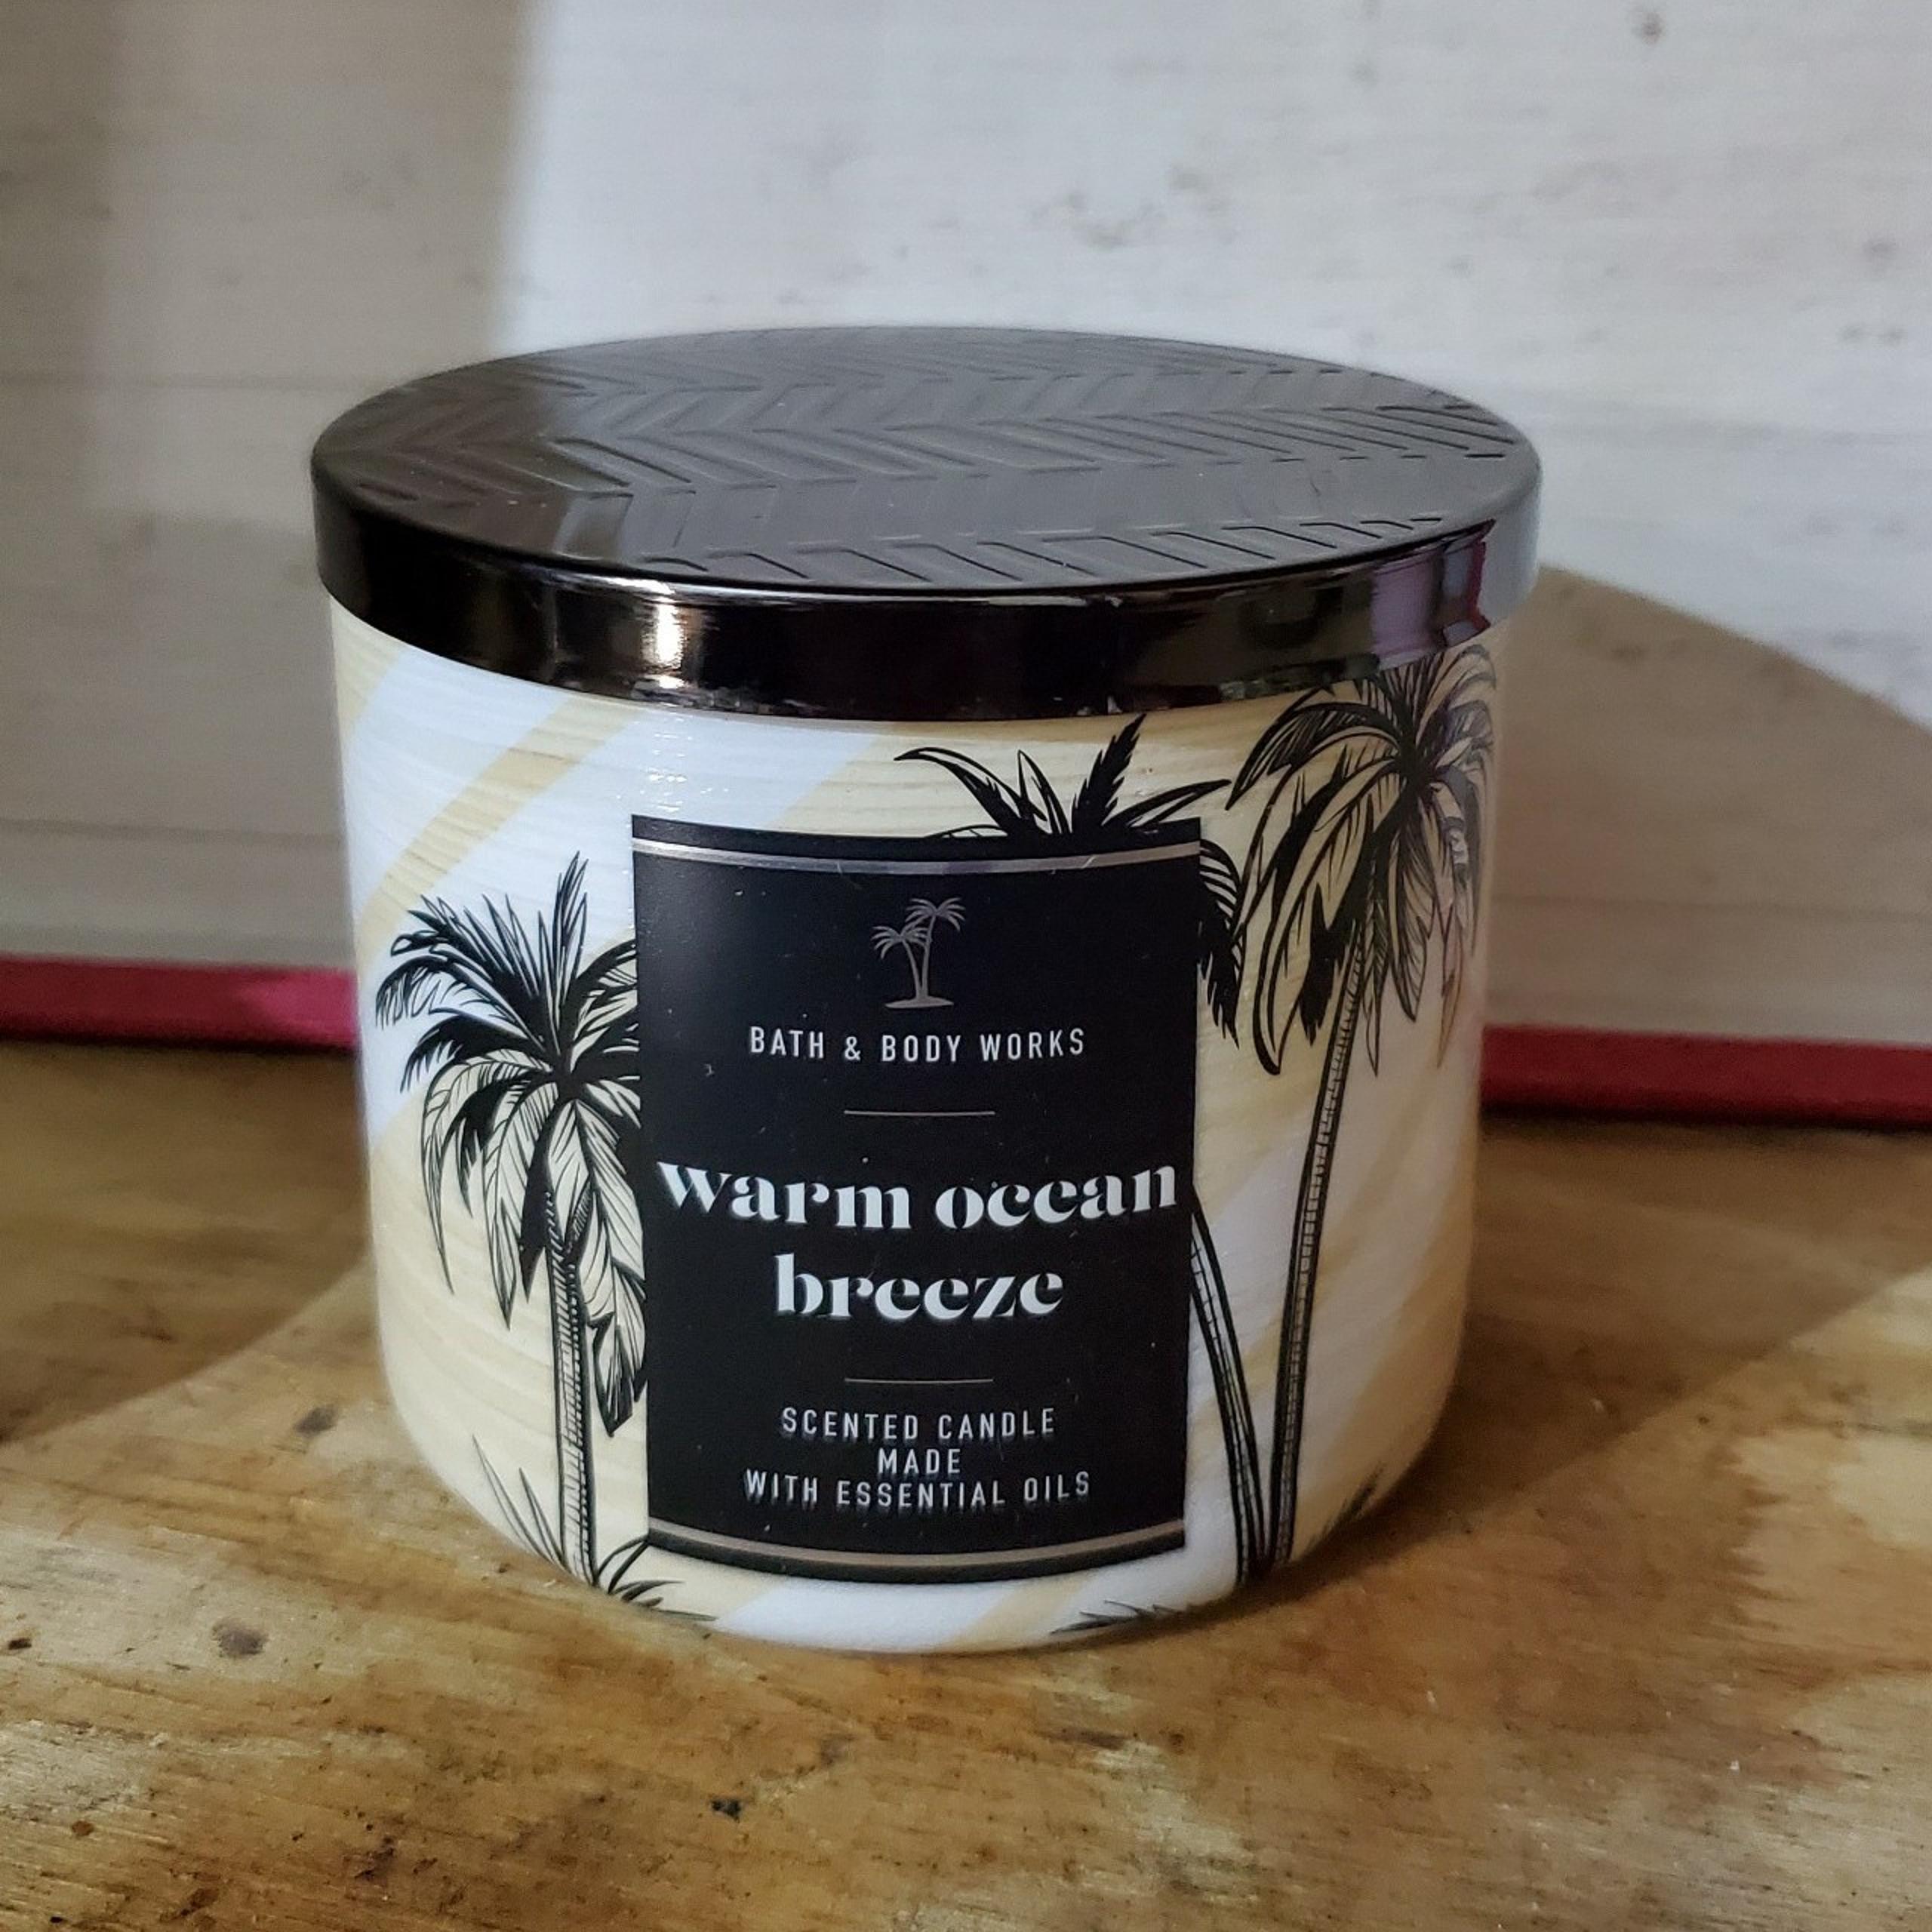 BATH & BODY WORKS
warm ocean
breeze
SCENTED CANDLE
MADE
WITH ESSENTIAL OILS